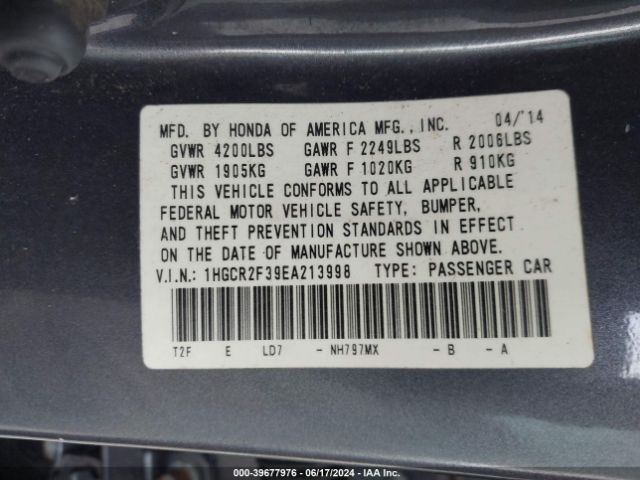 MFD. BY HONDA OF AMERICA MFG., INC. 04/'14
GVWR 4200LBS GAWR F 2249LBS R 2006LBS
GVWR 1905KG GAWR F 1020KG R 910KG
THIS VEHICLE CONFORMS TO ALL APPLICABLE
FEDERAL MOTOR VEHICLE SAFETY, BUMPER,
AND THEFT PREVENTION STANDARDS IN EFFECT
ON THE DATE OF MANUFACTURE SHOWN ABOVE.
V.I.N.: 1HGCR2F39EA213998 TYPE: PASSENGER CAR
T2F E LD7 - NH797MX - B - A
000-39677976 - 06/17/2024 - IAA Inc.